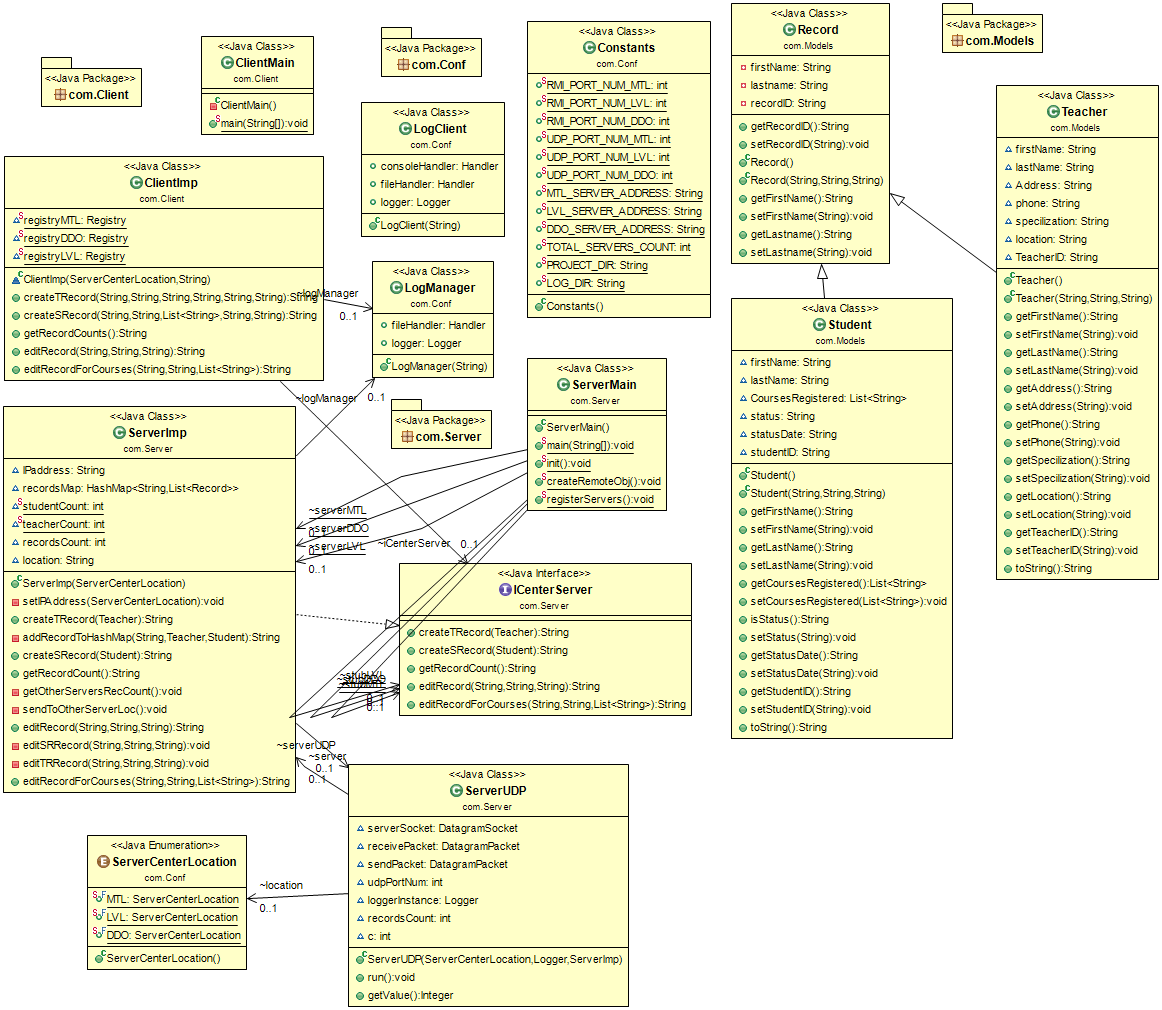 <<Java Package>>
com.Client
<<Java Class>>
ClientMain
com.Client
ClientMain()
main(String[]):void
<<Java Package>>
com.Conf
<<Java Class>>
LogClient
com.Conf
consoleHandler: Handler
fileHandler: Handler
logger: Logger
LogClient(String)
<<Java Class>>
Constants
com.Conf
RMI_PORT_NUM_MTL: int
RMI_PORT_NUM_LVL: int
RMI_PORT_NUM_DDO: int
UDP_PORT_NUM_MTL: int
UDP_PORT_NUM_LVL: int
UDP_PORT_NUM_DDO: int
MTL_SERVER_ADDRESS: String
LVL_SERVER_ADDRESS: String
DDO_SERVER_ADDRESS: String
TOTAL_SERVERS_COUNT: int
PROJECT_DIR: String
LOG_DIR: String
Constants()
<<Java Class>>
Record
com.Models
firstName: String
lastname: String
recordID: String
getRecordID():String
setRecordID(String):void
Record()
Record(String,String,String)
getFirstName():String
setFirstName(String):void
getLastname():String
setLastname(String):void
<<Java Package>>
com.Models
<<Java Class>>
Teacher
com.Models
firstName: String
lastName: String
Address: String
phone: String
specilization: String
location: String
TeacherID: String
Teacher()
Teacher(String,String,String)
getFirstName():String
setFirstName(String):void
getLastName():String
setLastName(String):void
getAddress():String
setAddress(String):void
getPhone():String
setPhone(String):void
getSpecilization():String
setSpecilization(String):void
getLocation():String
setLocation(String):void
getTeacherID():String
setTeacherID(String):void
toString():String
<<Java Class>>
ClientImp
com.Client
registryMTL: Registry
registryDDO: Registry
registryLVL: Registry
ClientImp(ServerCenterLocation,String)
createTRecord(String,String,String,String,String,String):String
createSRecord(String,String,List<String>,String,String):String
getRecordCounts():String
editRecord(String,String,String):String
editRecordForCourses(String,String,List<String>):String
~logManager
0..1
<<Java Class>>
LogManager
com.Conf
fileHandler: Handler
logger: Logger
LogManager(String)
~logManager
0..1
<<Java Package>>
com.Server
<<Java Class>>
ServerMain
com.Server
ServerMain()
main(String[]):void
init():void
createRemoteObj():void
registerServers():void
<<Java Class>>
Student
com.Models
firstName: String
lastName: String
CoursesRegistered: List<String>
status: String
statusDate: String
studentID: String
Student()
Student(String,String,String)
getFirstName():String
setFirstName(String):void
getLastName():String
setLastName(String):void
getCoursesRegistered():List<String>
setCoursesRegistered(List<String>):void
isStatus():String
setStatus(String):void
getStatusDate():String
setStatusDate(String):void
getStudentID():String
setStudentID(String):void
toString():String
<<Java Class>>
ServerImp
com.Server
IPaddress: String
recordsMap: HashMap<String,List<Record>>
studentCount: int
teacherCount: int
recordsCount: int
location: String
ServerImp(ServerCenterLocation)
setIPAddress(ServerCenterLocation):void
createTRecord(Teacher):String
addRecordToHashMap(String,Teacher,Student):String
createSRecord(Student):String
getRecordCount():String
getOtherServersRecCount():void
sendToOtherServerLoc():void
editRecord(String,String,String):String
editSRRecord(String,String,String):void
editTRRecord(String,String,String):void
editRecordForCourses(String,String,List<String>):String
~serverMTL
~serverDDO
0..1
~serverLVL
0..1
~iCenterServer
0..1
<<Java Interface>>
ICenterServer
com.Server
createTRecord(Teacher):String
createSRecord(Student):String
getRecordCount():String
editRecord(String,String,String):String
editRecordForCourses(String,String,List<String>):String
0..1
~serverUDP
0..1
~server
0..1
<<Java Class>>
ServerUDP
com.Server
serverSocket: DatagramSocket
receivePacket: DatagramPacket
sendPacket: DatagramPacket
udpPortNum: int
loggerInstance: Logger
recordsCount: int
c: int
ServerUDP(ServerCenterLocation,Logger,ServerImp)
run():void
getValue():Integer
~location
0..1
<<Java Enumeration>>
ServerCenterLocation
com.Conf
MTL: ServerCenterLocation
LVL: ServerCenterLocation
DDO: ServerCenterLocation
ServerCenterLocation()